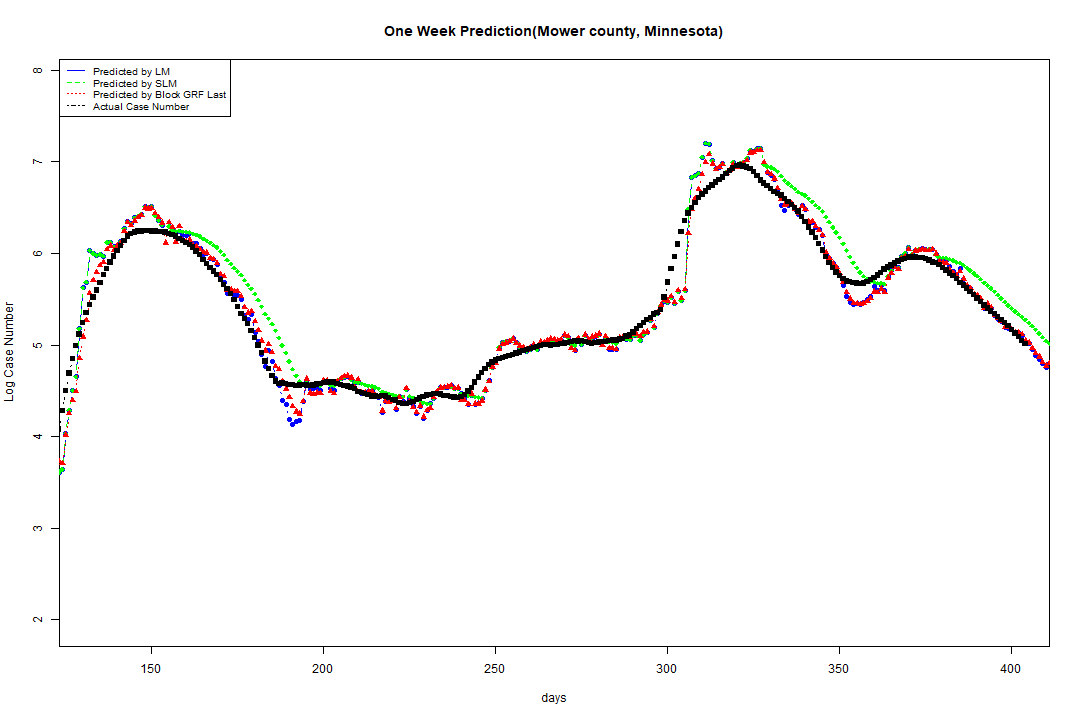 One Week Prediction(Mower county, Minnesota)
Predicted by LM
Predicted by SLM
Predicted by Block GRF Last
Actual Case Number
8
7
6
5
4
3
2
Log Case Number
150 200 250 300 350 400
days